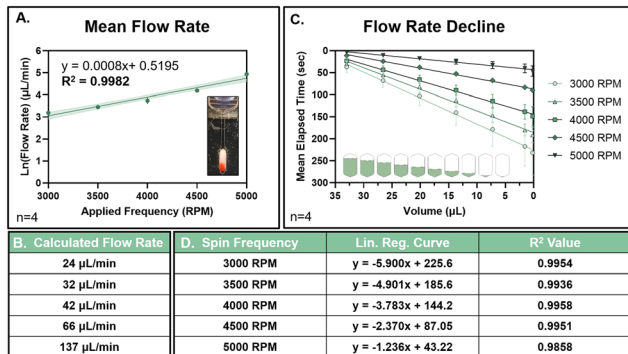 A.
Mean Flow Rate
Ln(Flow Rate) (µL/min)
6
5
4
3
2
1
0
y = 0.0008x+ 0.5195
R² = 0.9982
3000 3500 4000 4500 5000
Applied Frequency (RPM)
n=4
C.
Flow Rate Decline
Mean Elapsed Time (sec)
0
50
100
150
200
250
300
35 30 25 20 15 10 5 0
Volume (µL)
n=4
3000 RPM
3500 RPM
4000 RPM
4500 RPM
5000 RPM
B. Calculated Flow Rate
24 µL/min
32 µL/min
42 µL/min
66 µL/min
137 µL/min
D. Spin Frequency Lin. Reg. Curve R² Value
3000 RPM y = -5.900x + 225.6 0.9954
3500 RPM y = -4.901x + 185.6 0.9936
4000 RPM y = -3.783x + 144.2 0.9958
4500 RPM y = -2.370x + 87.05 0.9951
5000 RPM y = -1.236x + 43.22 0.9858